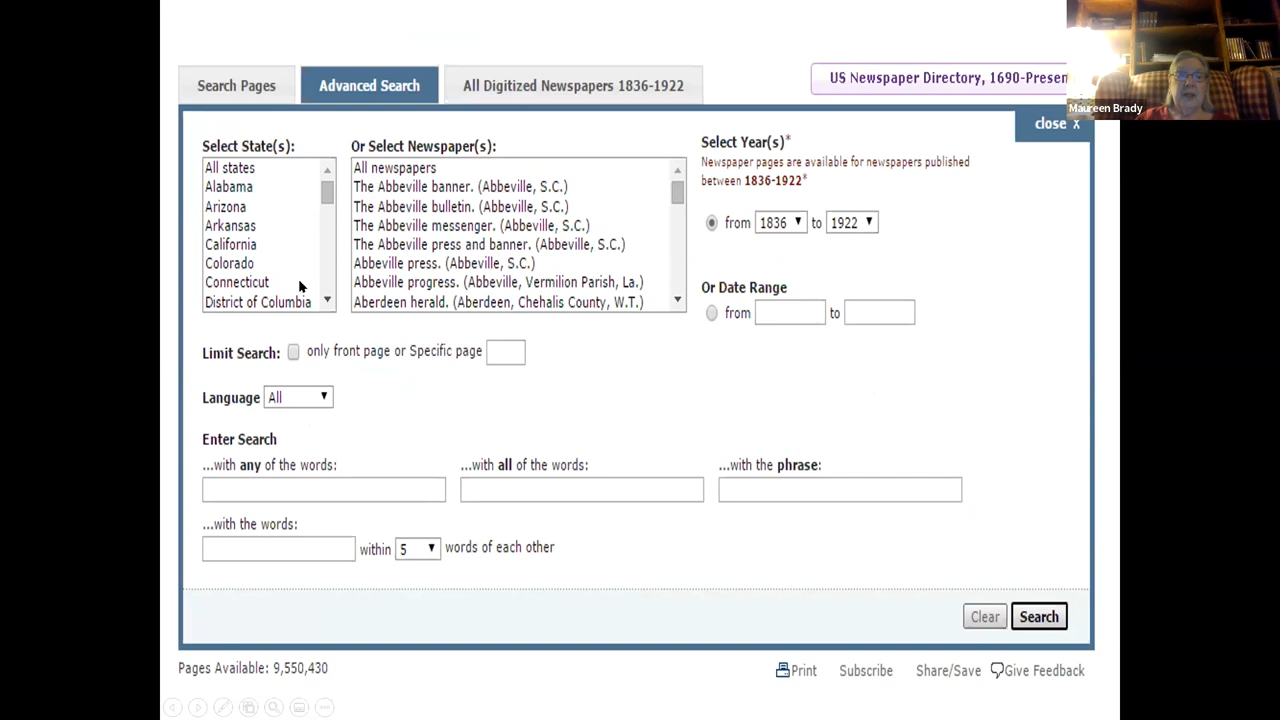 Search Pages
Advanced Search
All Digitized Newspapers 1836-1922
US Newspaper Directory, 1690-Presen
Maureen Brady
close x
Select State(s):
All states
Alabama
Arizona
Arkansas
California
Colorado
Connecticut
District of Columbia
Or Select Newspaper(s):
All newspapers
The Abbeville banner. (Abbeville, S.C.)
The Abbeville bulletin. (Abbeville, S.C.)
The Abbeville messenger. (Abbeville, S.C.)
The Abbeville press and banner. (Abbeville, S.C.)
Abbeville press. (Abbeville, S.C.)
Abbeville progress. (Abbeville, Vermilion Parish, La.)
Aberdeen herald. (Aberdeen, Chehalis County, W.T.)
Select Year(s)*
Newspaper pages are available for newspapers published
between 1836-1922*
from 1836 to 1922
Or Date Range
from to
Limit Search: only front page or Specific page
Language All
Enter Search
...with any of the words:
...with all of the words:
...with the phrase:
...with the words:
within 5 words of each other
Clear
Search
Pages Available: 9,550,430
Print
Subscribe
Share/Save
Give Feedback